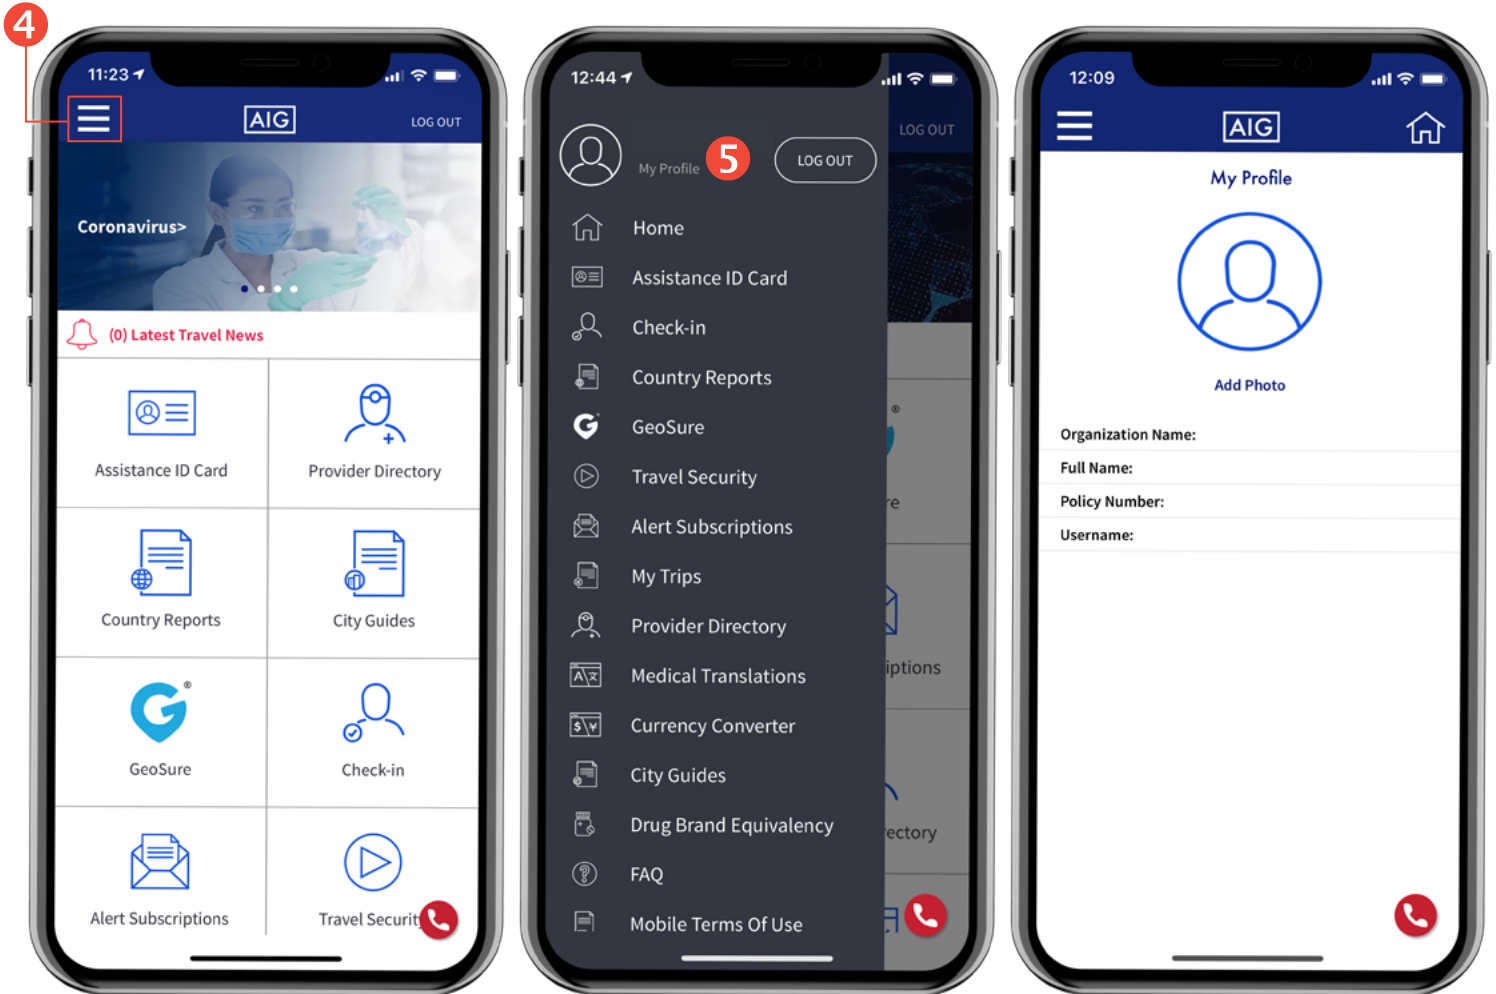 4
11:23
AIG
LOG OUT
Coronavirus>
(0) Latest Travel News
Assistance ID Card
Provider Directory
Country Reports
City Guides
GeoSure
®
Check-in
Alert Subscriptions
Travel Securit
12:44
LOG OUT
My Profile
5
LOG OUT
Home
Assistance ID Card
Check-in
Country Reports
GeoSure
Travel Security
Alert Subscriptions
My Trips
Provider Directory
Medical Translations
Currency Converter
City Guides
Drug Brand Equivalency
FAQ
Mobile Terms Of Use
®
re
iptions
rectory
12:09
AIG
My Profile
Add Photo
Organization Name:
Full Name:
Policy Number:
Username: